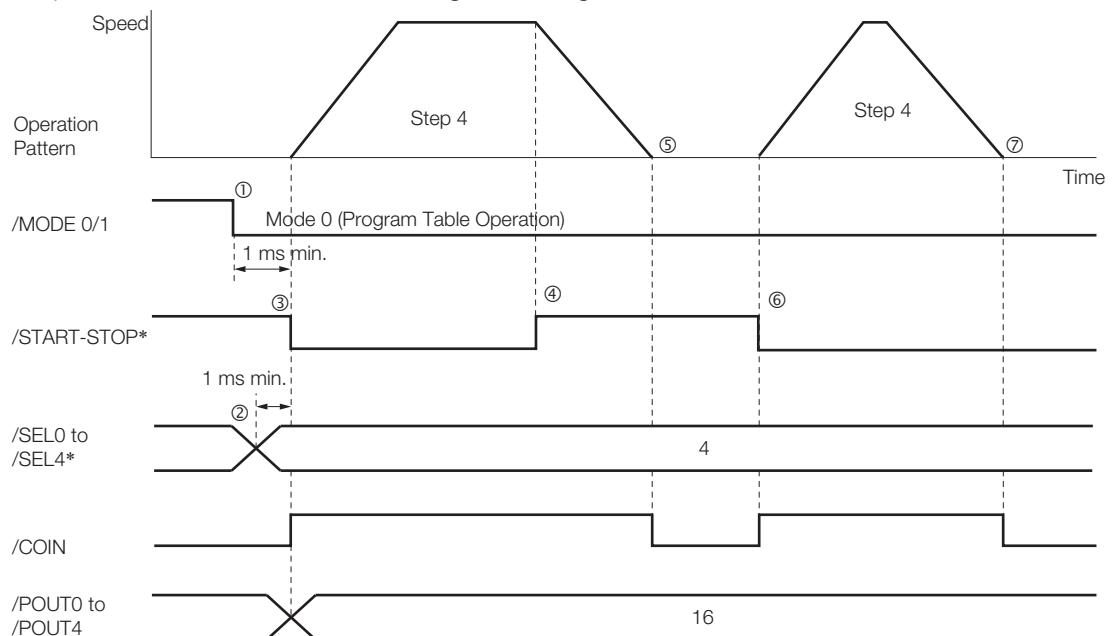 Speed
Operation
Pattern
Step 4
Step 4
⑤
⑦
Time
①
/MODE 0/1
Mode 0 (Program Table Operation)
1 ms min.
③
④
⑥
/START-STOP*
1 ms min.
②
/SEL0 to
/SEL4*
4
/COIN
/POUT0 to
/POUT4
16